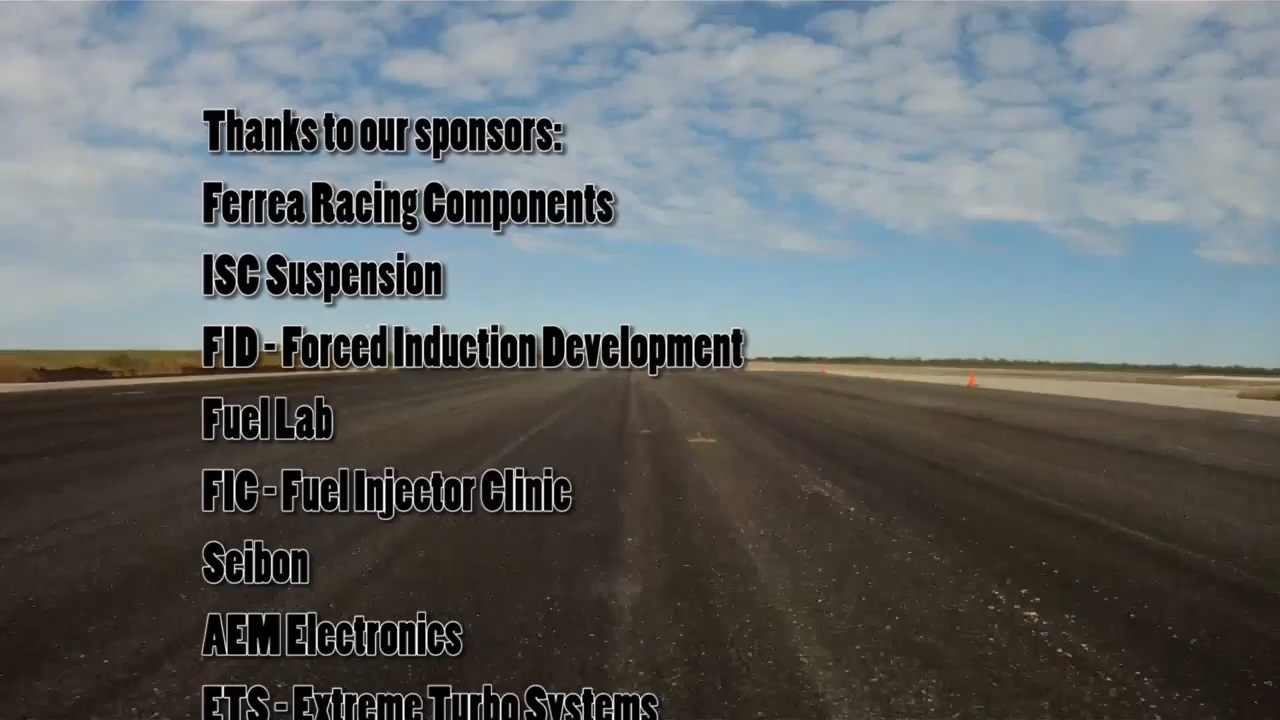 Thanks to our sponsors:
Ferrea Racing Components
ISC Suspension
FID - Forced Induction Development
Fuel Lab
FIC - Fuel Injector Clinic
Seibon
AEM Electronics
ETS - Extreme Turbo Systems